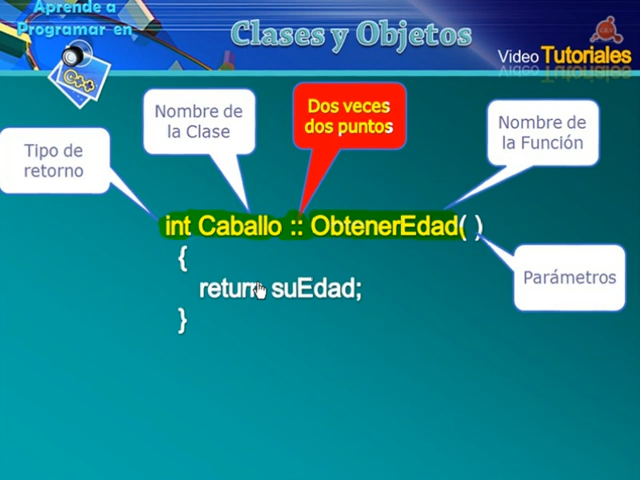 Aprende a
Programar en
C++
Clases y Objetos
Video Tutoriales
Tipo de
retorno
Nombre de
la Clase
Dos veces
dos puntos
Nombre de
la Función
int Caballo :: ObtenerEdad( )
{
return suEdad;
}
Parámetros